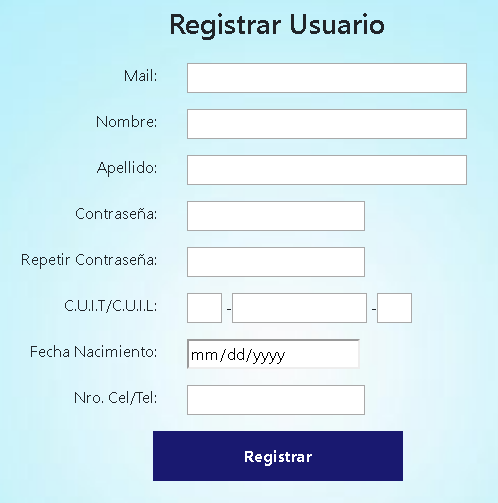 Registrar Usuario
Mail:
Nombre:
Apellido:
Contraseña:
Repetir Contraseña:
C.U.I.T/C.U.I.L: - -
Fecha Nacimiento: mm/dd/yyyy
Nro. Cel/Tel:
Registrar